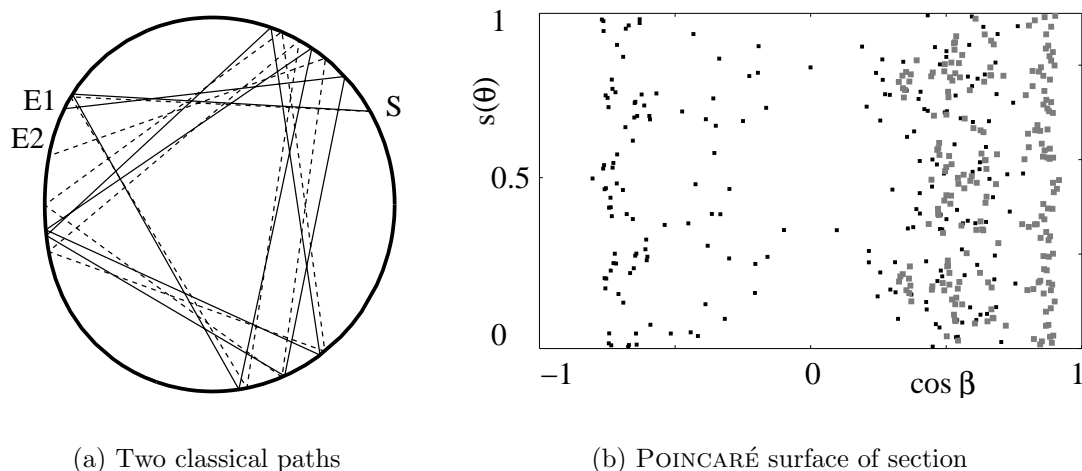 E1
E2
S
1
s(θ)
0.5
0
−1
0
cos β
1
(a) Two classical paths
(b) POINCARÉ surface of section